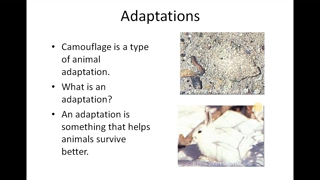 Adaptations
• Camouflage is a type
of animal
adaptation.
• What is an
adaptation?
• An adaptation is
something that helps
animals survive
better.